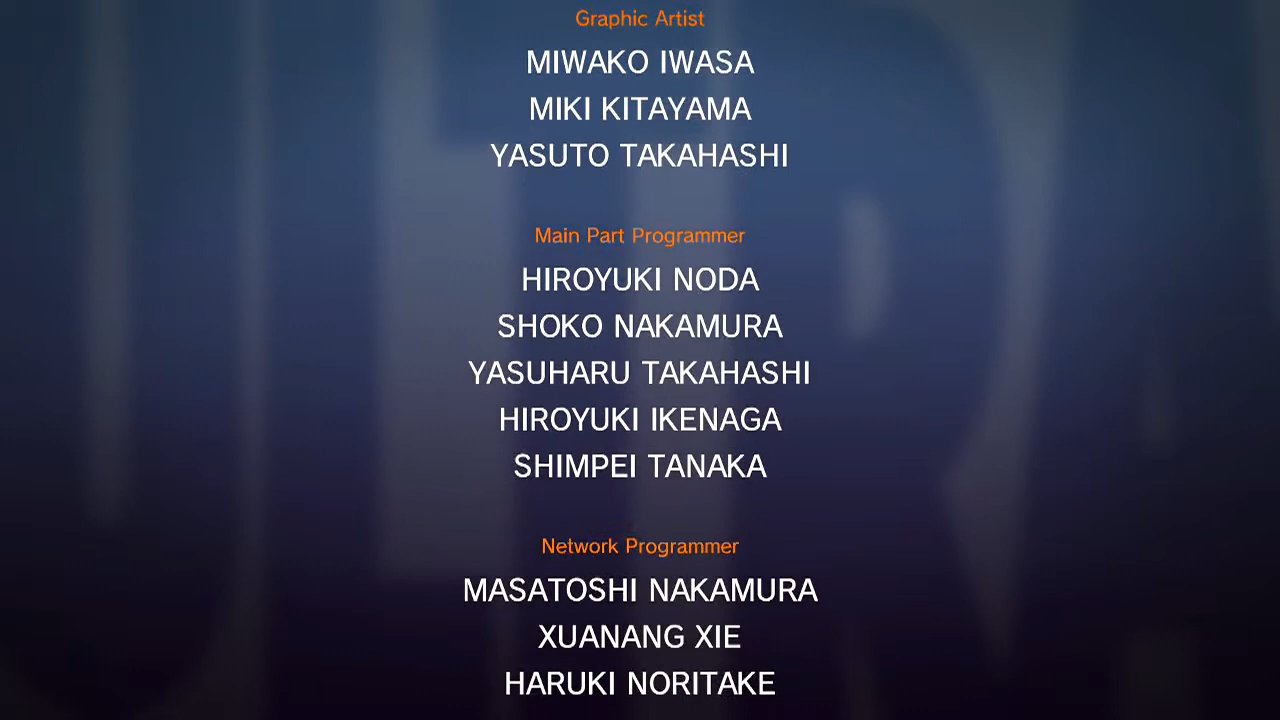 Graphic Artist
MIWAKO IWASA
MIKI KITAYAMA
YASUTO TAKAHASHI
Main Part Programmer
HIROYUKI NODA
SHOKO NAKAMURA
YASUHARU TAKAHASHI
HIROYUKI IKENAGA
SHIMPEI TANAKA
Network Programmer
MASATOSHI NAKAMURA
XUANANG XIE
HARUKI NORITAKE